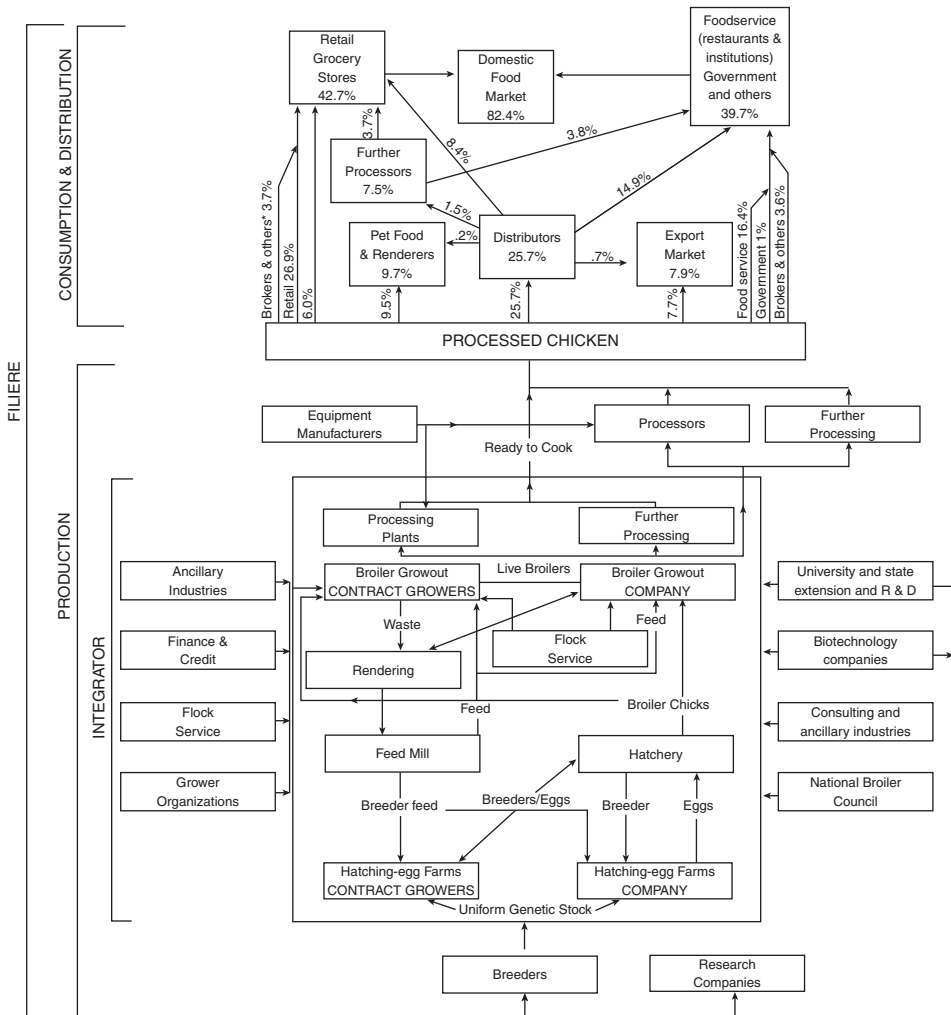 FILIERE
CONSUMPTION & DISTRIBUTION
Retail
Grocery
Stores
42.7%
Domestic
Food
Market
82.4%
Foodservice
(restaurants &
institutions)
Government
and others
39.7%
3.7%
Further
Processors
7.5%
8.4%
3.8%
14.9%
1.5%
.2%
Pet Food
& Renderers
9.7%
Distributors
25.7%
.7%
Export
Market
7.9%
Brokers & others* 3.7%
Retail 26.9%
6.0%
9.5%
25.7%
7.7%
Food service 16.4%
Government 1%
Brokers & others 3.6%
PROCESSED CHICKEN
PRODUCTION
Equipment
Manufacturers
Processors
Further
Processing
Ready to Cook
INTEGRATOR
Processing
Plants
Further
Processing
Ancillary
Industries
Broiler Growout
CONTRACT GROWERS
Live Broilers
Broiler Growout
COMPANY
University and state
extension and R & D
Waste
Feed
Finance &
Credit
Rendering
Flock
Service
Biotechnology
companies
Flock
Service
Feed
Broiler Chicks
Consulting and
ancillary industries
Feed Mill
Hatchery
Grower
Organizations
Breeder feed
Breeders/Eggs
Breeder
Eggs
National Broiler
Council
Hatching-egg Farms
CONTRACT GROWERS
Hatching-egg Farms
COMPANY
Uniform Genetic Stock
Breeders
Research
Companies